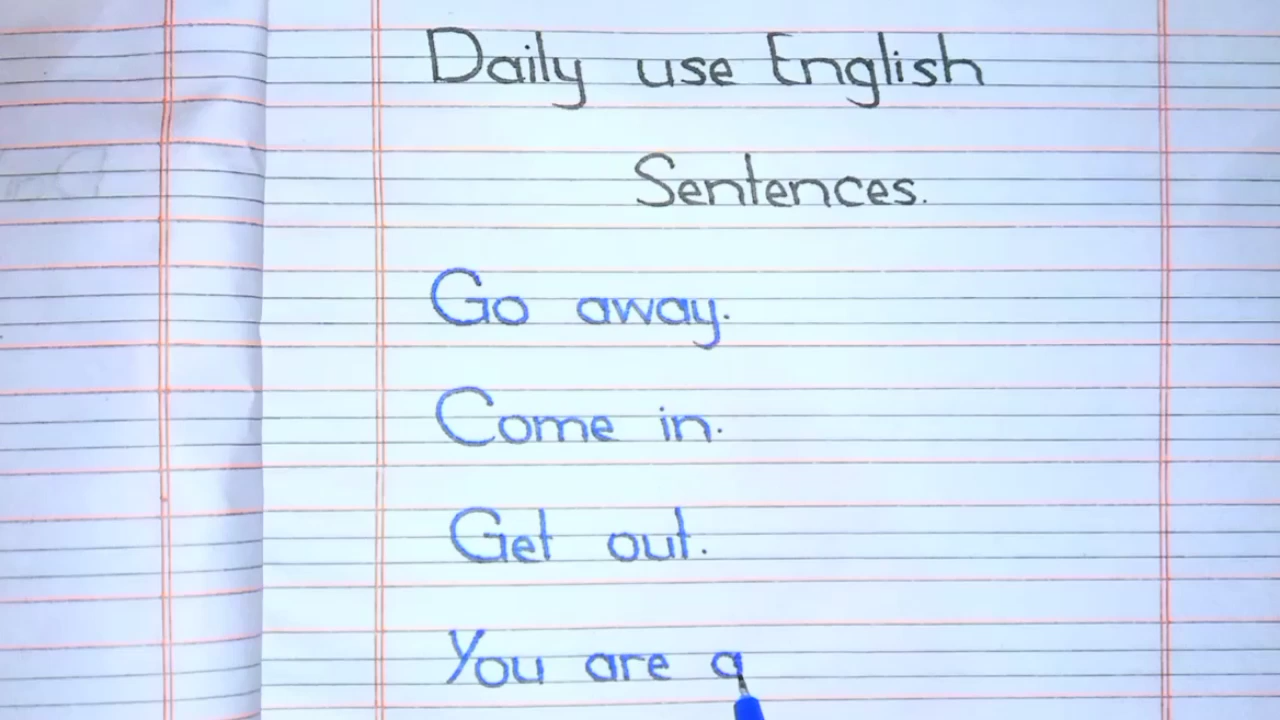 Daily use English
Sentences.
Go away.
Come in.
Get out.
You are a